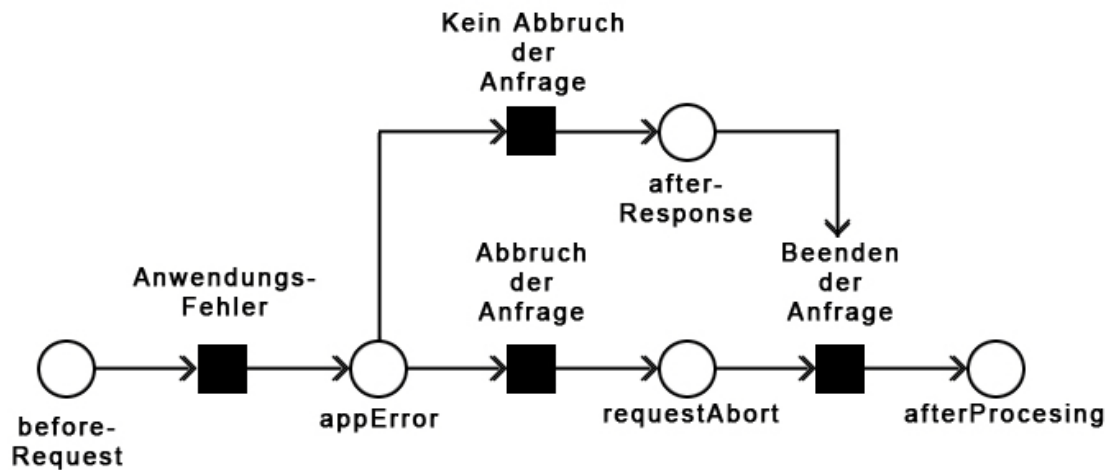 Kein Abbruch
der
Anfrage
after-
Response
Anwendungs-
Fehler
Abbruch
der
Anfrage
Beenden
der
Anfrage
before-
Request
appError
requestAbort
afterProcesing